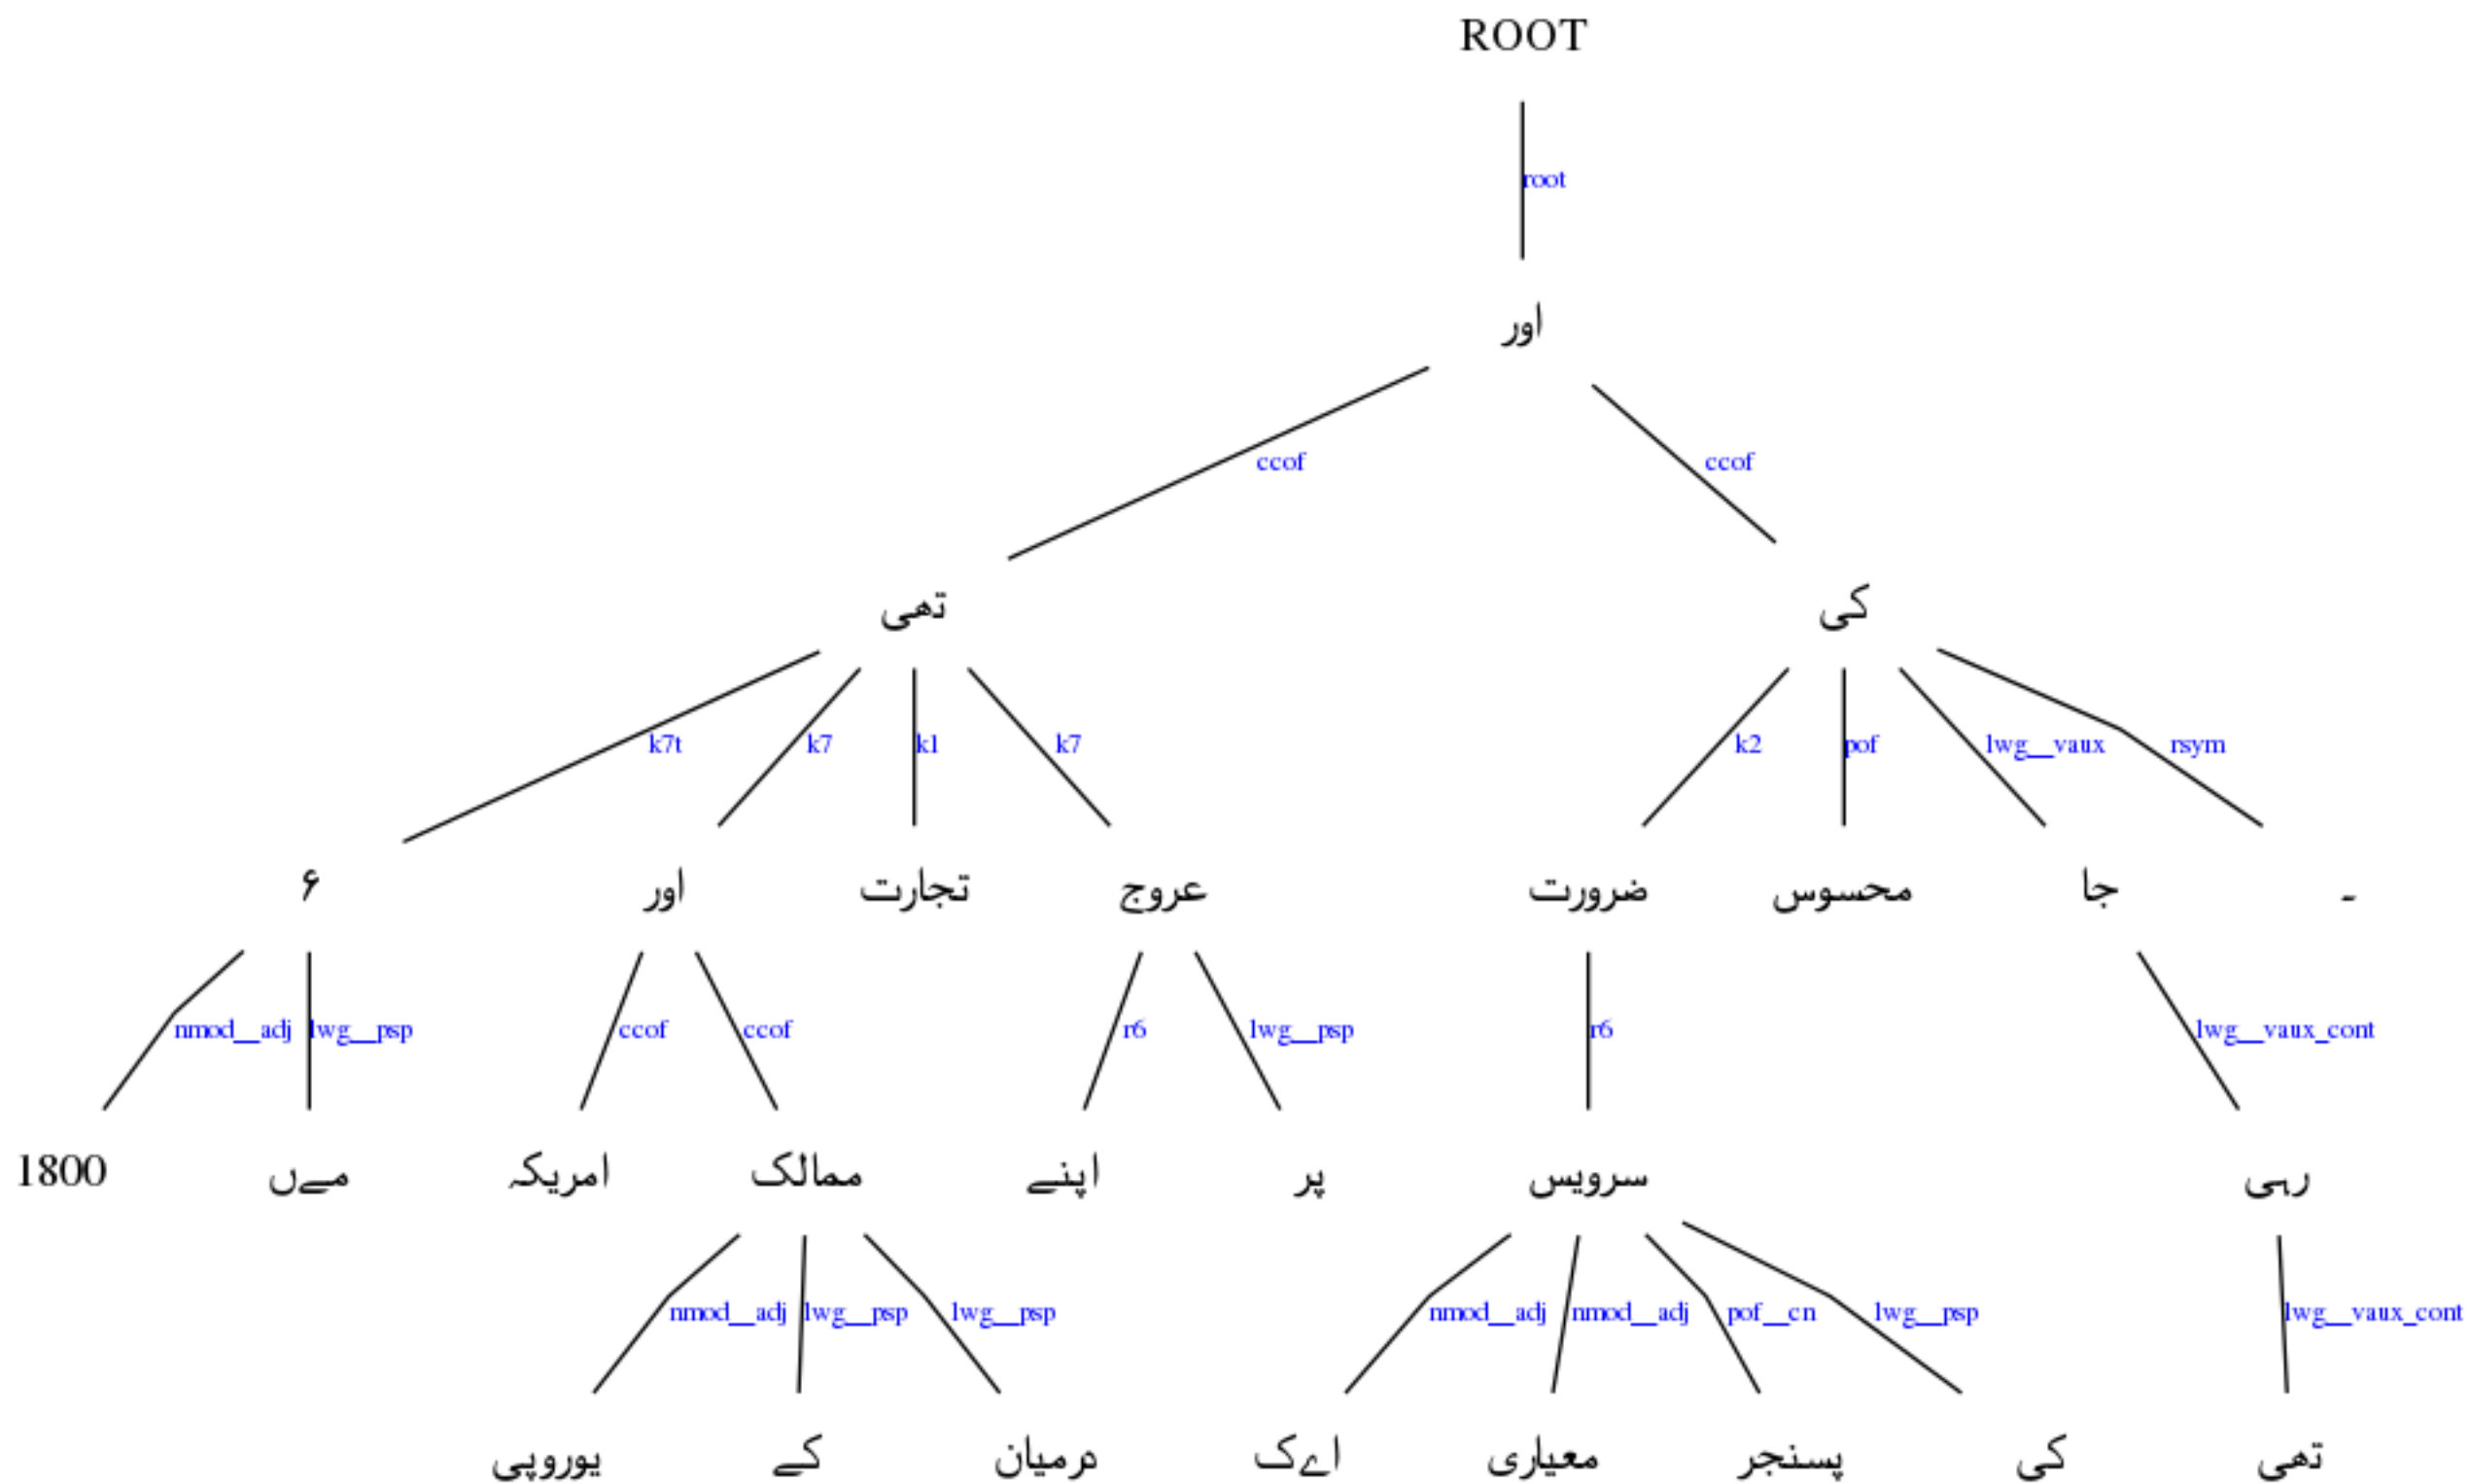 ROOT
root
اور
ccof ccof
تھی کی
k7t k7 k1 k7 k2 pof lwg__vaux rsym
۶ اور تجارت عروج ضرورت محسوس جا ۔
nmod__adj lwg__psp ccof ccof r6 lwg__psp r6 lwg__vaux_cont
1800 مےں امریکہ ممالک اپنے پر سرویس رہی
nmod__adj lwg__psp lwg__psp nmod__adj nmod__adj pof__cn lwg__psp lwg__vaux_cont
یوروپی کے درمیان اےک معیاری پسنجر کی تھی